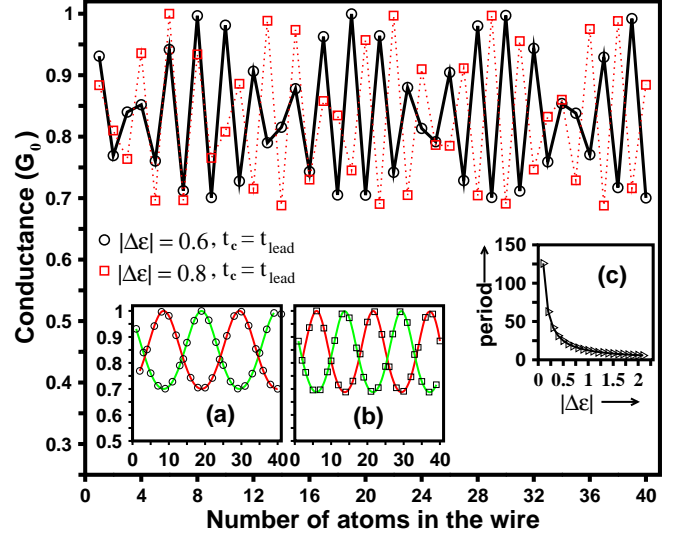 Conductance (G0)
1
0.9
0.8
0.7
0.6
0.5
0.4
0.3
|Δε| = 0.6 , tc = tlead
|Δε| = 0.8 , tc = tlead
1
0.9
0.8
0.7
0.6
0.5
(a)
0 10 20 30 40
(b)
0 10 20 30 40
period
150
125
100
75
50
25
0
(c)
0 0.5 1 1.5 2
|Δε|
0 4 8 12 16 20 24 28 32 36 40
Number of atoms in the wire